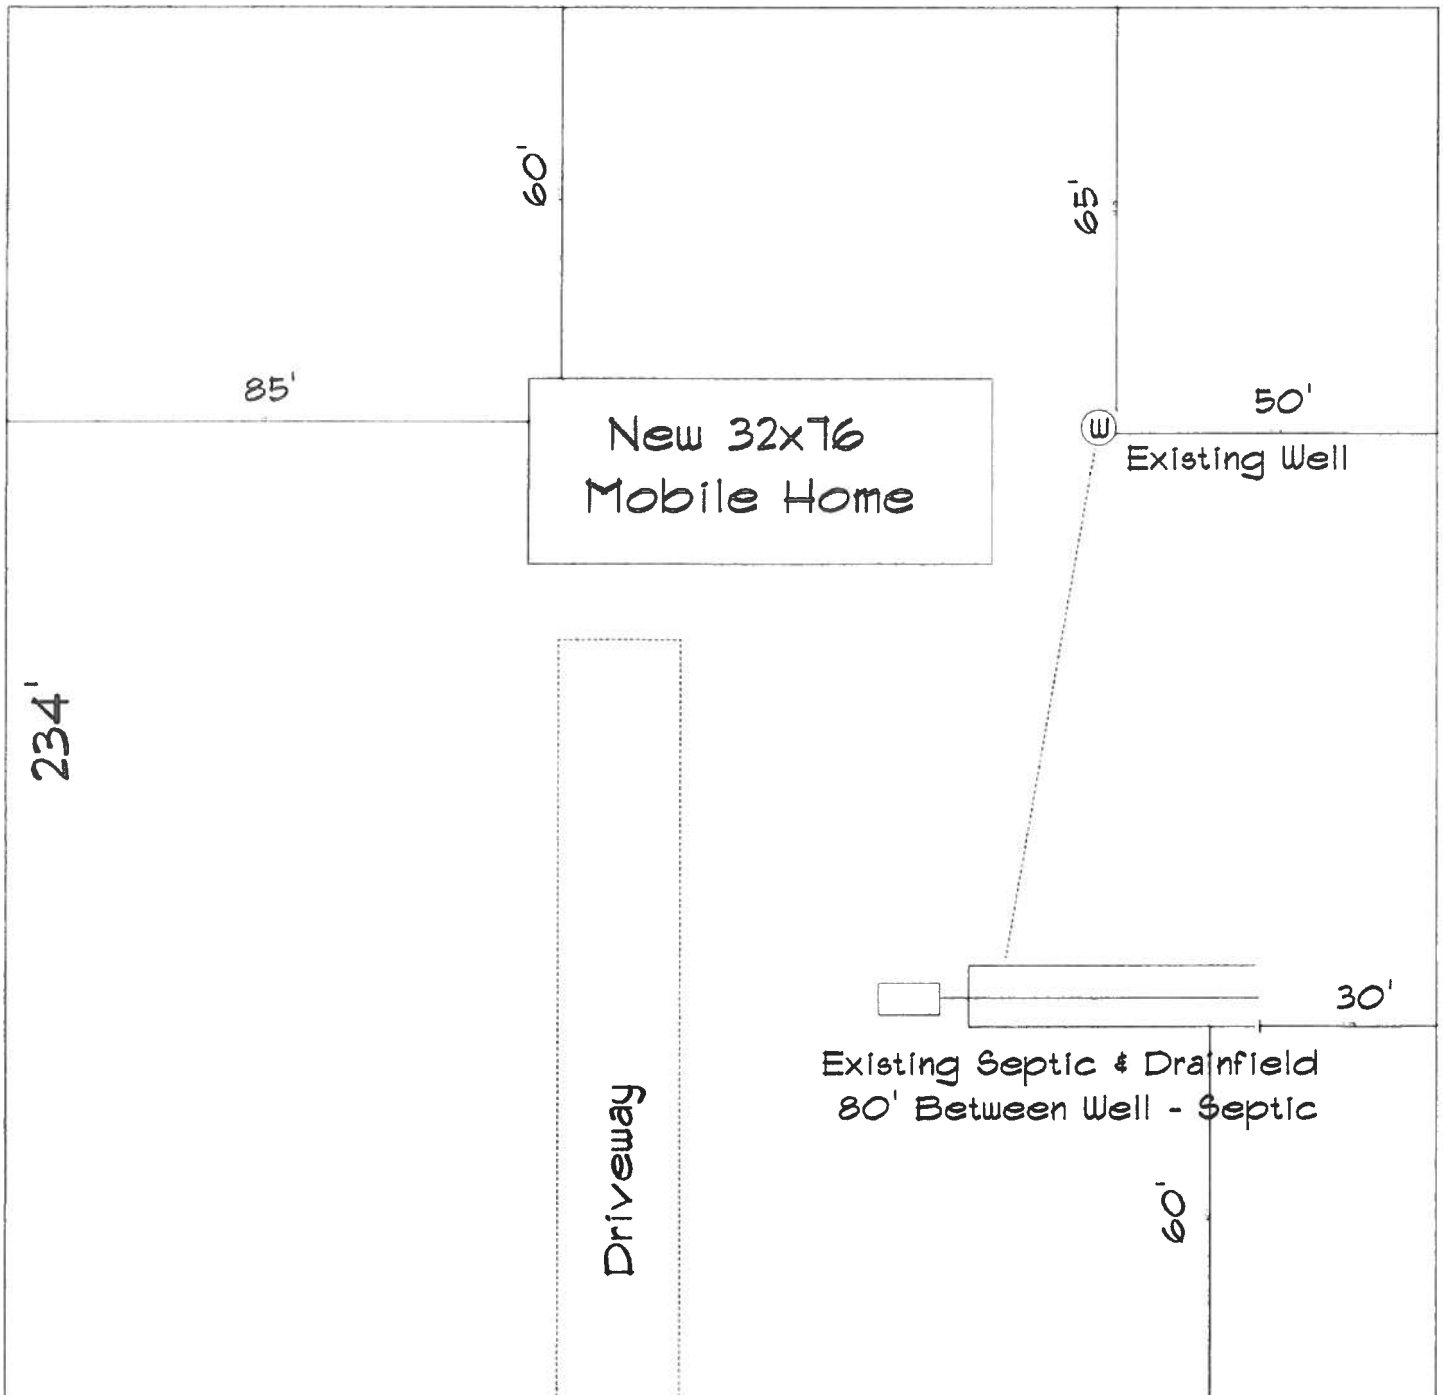 60'
65'
85'
New 32x76
Mobile Home
W
50'
Existing Well
234'
30'
Existing Septic & Drainfield
80' Between Well - Septic
Driveway
60'